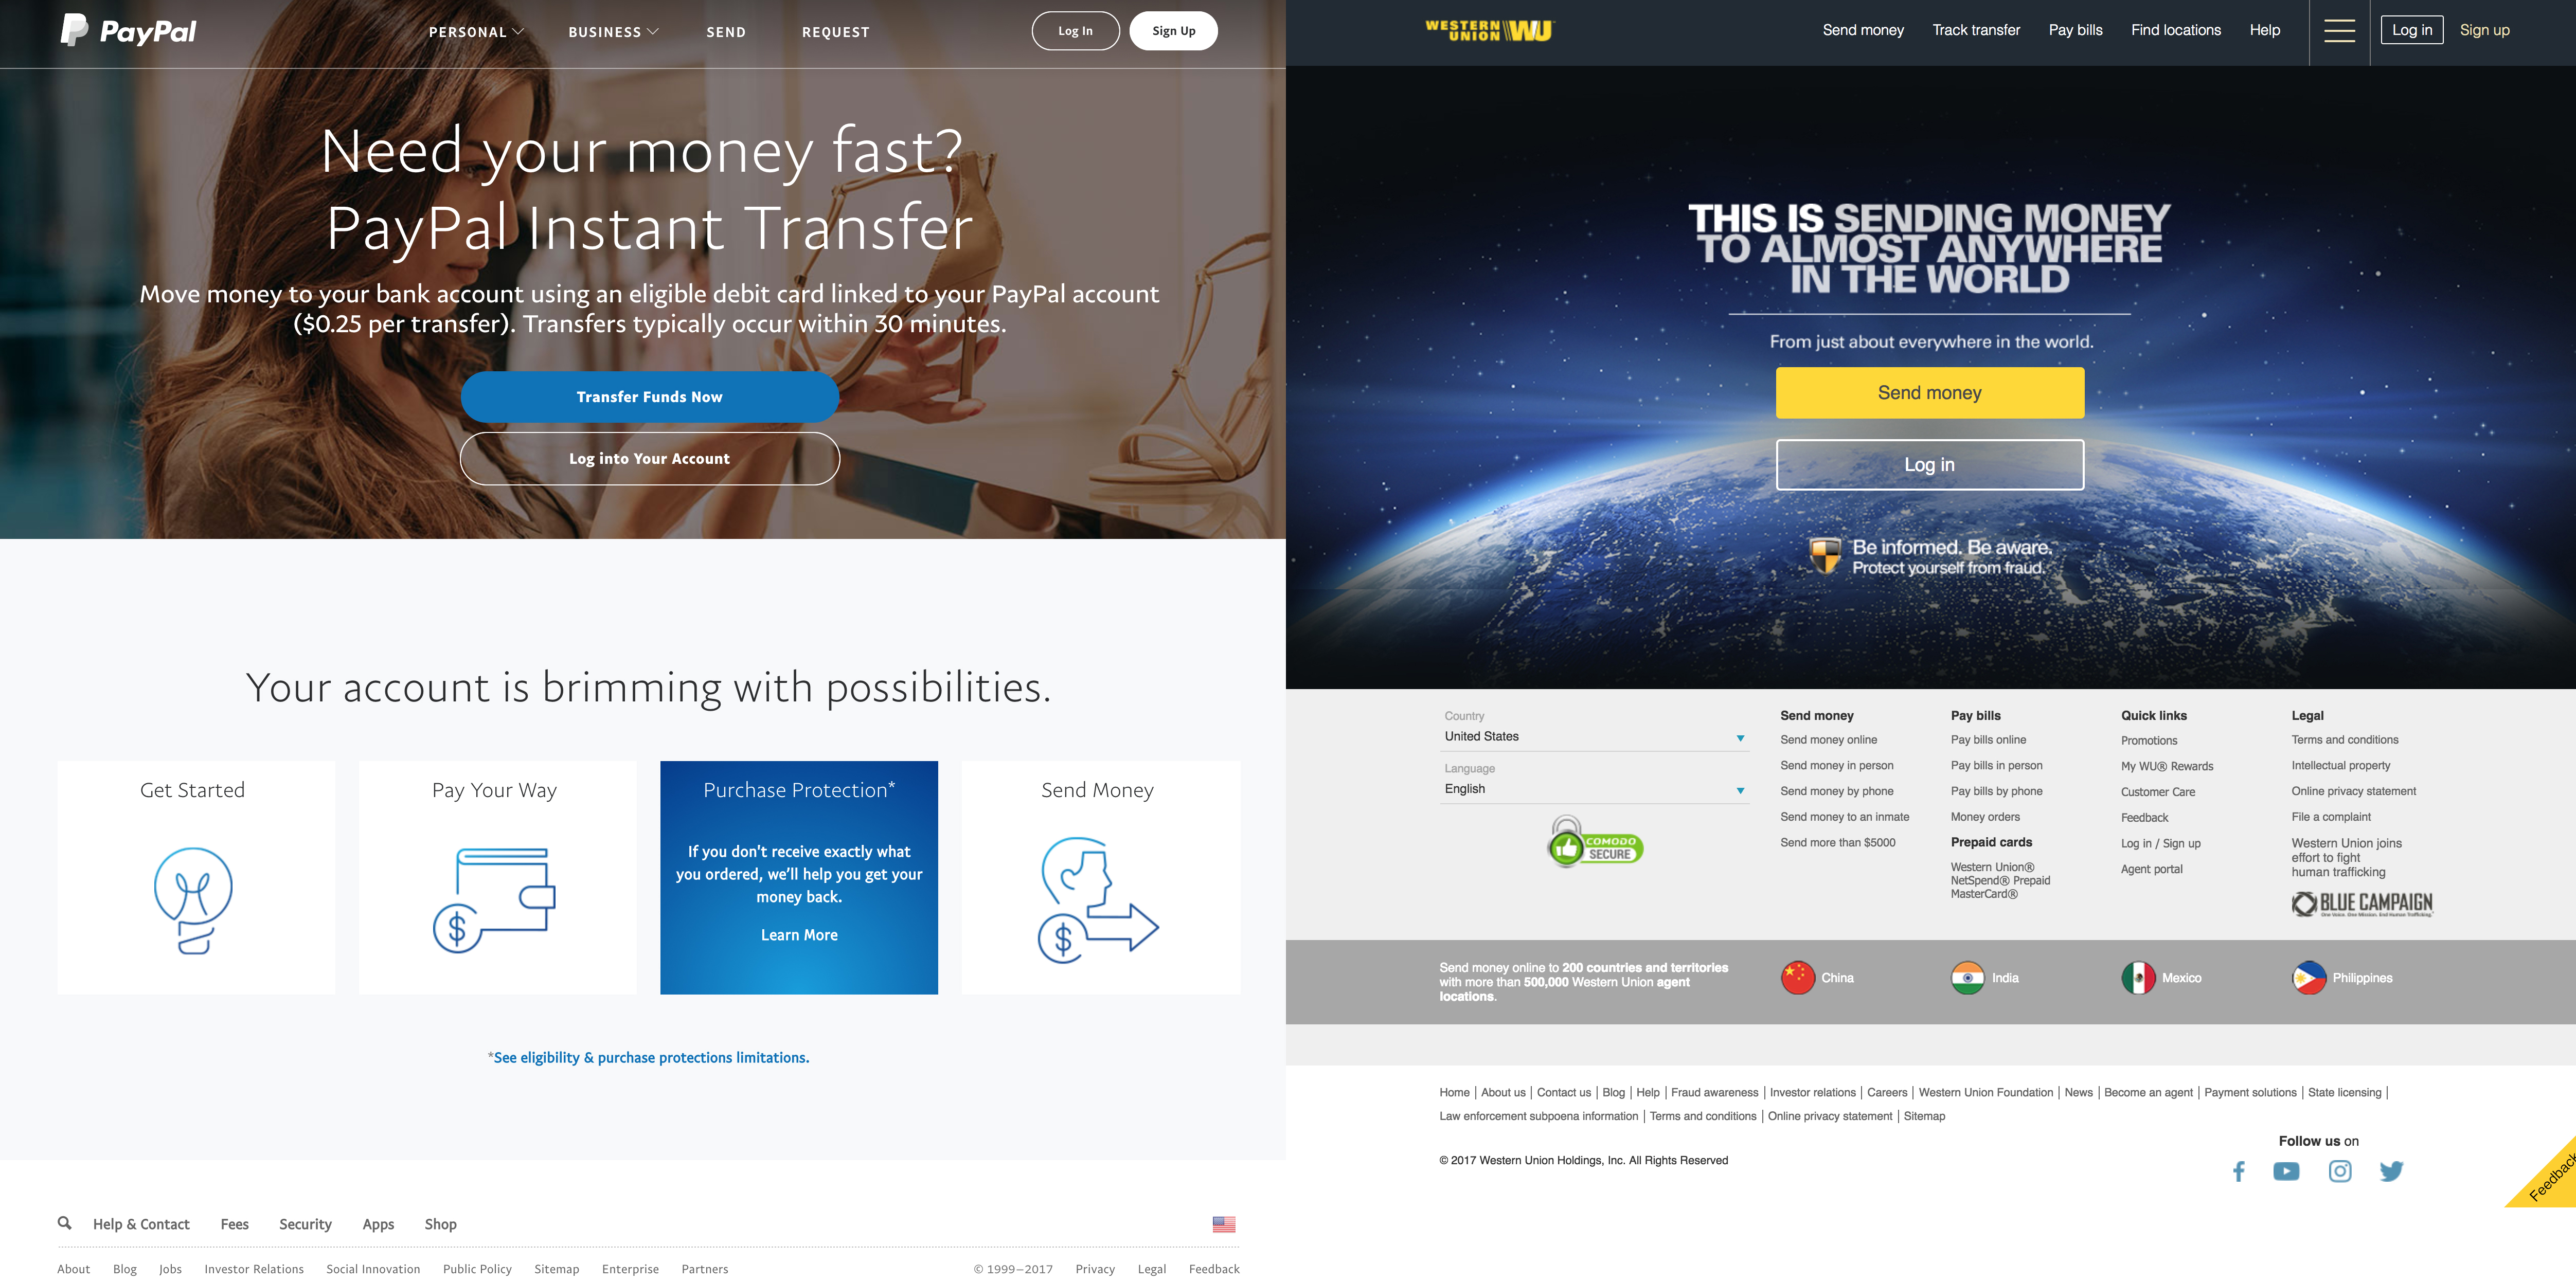 PayPal
PERSONAL
BUSINESS
SEND
REQUEST
Log In
Sign Up
Need your money fast?
PayPal Instant Transfer
Move money to your bank account using an eligible debit card linked to your PayPal account
($0.25 per transfer). Transfers typically occur within 30 minutes.
Transfer Funds Now
Log into Your Account
Your account is brimming with possibilities.
Get Started
Pay Your Way
Purchase Protection*
If you don't receive exactly what
you ordered, we'll help you get your
money back.
Learn More
Send Money
*See eligibility & purchase protections limitations.
Help & Contact
Fees
Security
Apps
Shop
About
Blog
Jobs
Investor Relations
Social Innovation
Public Policy
Sitemap
Enterprise
Partners
© 1999–2017
Privacy
Legal
Feedback
WESTERN
UNION WU
Send money
Track transfer
Pay bills
Find locations
Help
Log in
Sign up
THIS IS SENDING MONEY
TO ALMOST ANYWHERE
IN THE WORLD
From just about everywhere in the world.
Send money
Log in
Be informed. Be aware.
Protect yourself from fraud.
Country
United States
Language
English
COMODO
SECURE
Send money
Send money online
Send money in person
Send money by phone
Send money to an inmate
Send more than $5000
Pay bills
Pay bills online
Pay bills in person
Pay bills by phone
Money orders
Prepaid cards
Western Union®
NetSpend® Prepaid
MasterCard®
Quick links
Promotions
My WU® Rewards
Customer Care
Feedback
Log in / Sign up
Agent portal
Legal
Terms and conditions
Intellectual property
Online privacy statement
File a complaint
Western Union joins
effort to fight
human trafficking
BLUE CAMPAIGN
One Voice. One Mission. End Human Trafficking.
Send money online to 200 countries and territories
with more than 500,000 Western Union agent
locations.
China
India
Mexico
Philippines
Home | About us | Contact us | Blog | Help | Fraud awareness | Investor relations | Careers | Western Union Foundation | News | Become an agent | Payment solutions | State licensing |
Law enforcement subpoena information | Terms and conditions | Online privacy statement | Sitemap
Follow us on
© 2017 Western Union Holdings, Inc. All Rights Reserved
Feedback